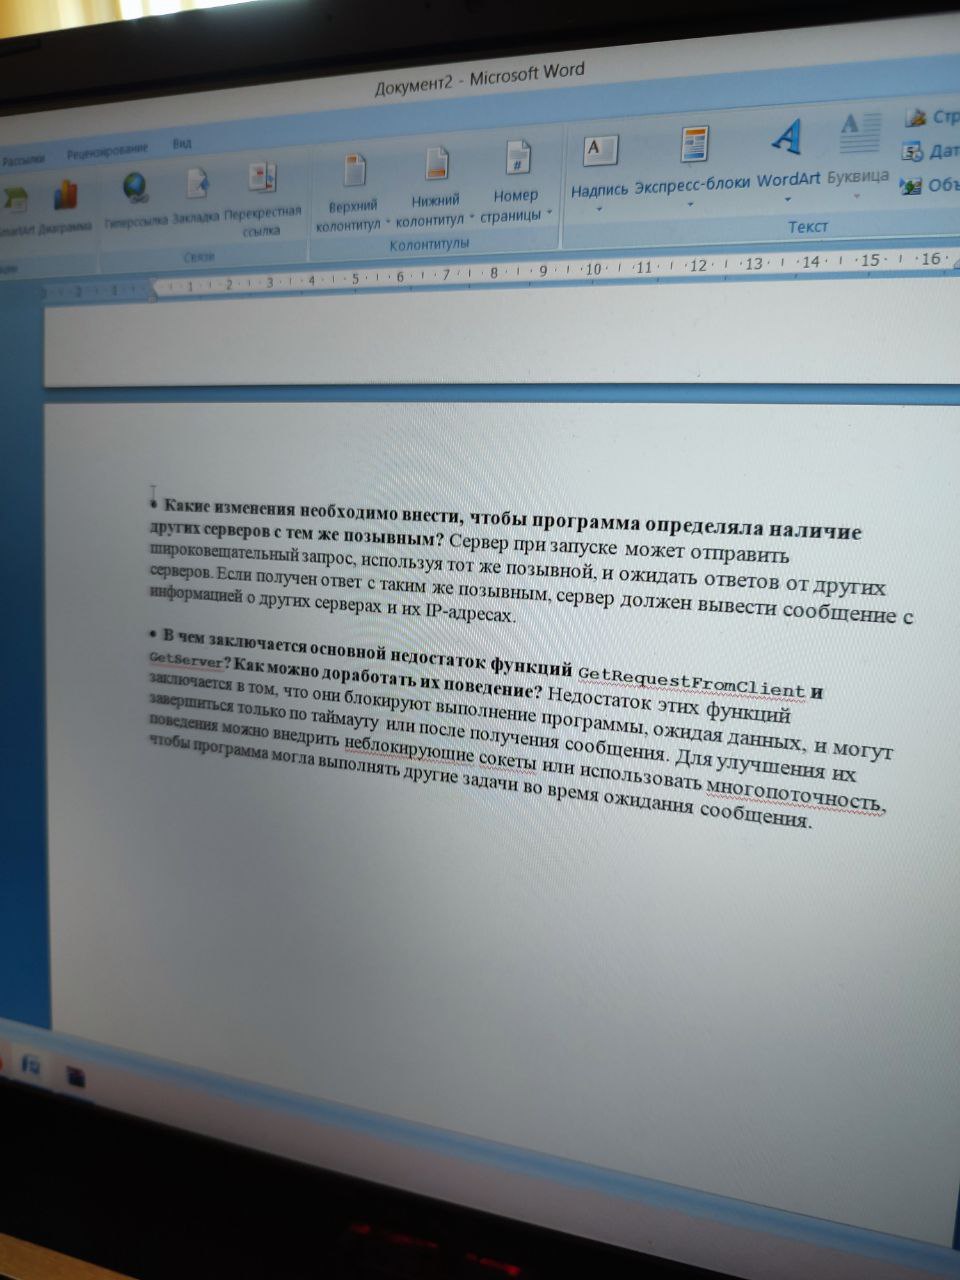 Документ2 - Microsoft Word
Рассылки Рецензирование Вид
SmartArt Диаграмма Гиперссылка Закладка Перекрестная ссылка
Верхний колонтитул Нижний колонтитул Номер страницы
Надпись Экспресс-блоки WordArt Буквица
Стр
Дат
Объ
Связи Колонтитулы Текст
1 2 3 4 5 6 7 8 9 10 11 12 13 14 15 16
• Какие изменения необходимо внести, чтобы программа определяла наличие
других серверов с тем же позывным? Сервер при запуске может отправить
широковещательный запрос, используя тот же позывной, и ожидать ответов от других
серверов. Если получен ответ с таким же позывным, сервер должен вывести сообщение с
информацией о других серверах и их IP-адресах.
• В чем заключается основной недостаток функций GetRequestFromClient и
GetServer? Как можно доработать их поведение? Недостаток этих функций
заключается в том, что они блокируют выполнение программы, ожидая данных, и могут
завершиться только по таймауту или после получения сообщения. Для улучшения их
поведения можно внедрить неблокирующие сокеты или использовать многопоточность,
чтобы программа могла выполнять другие задачи во время ожидания сообщения.